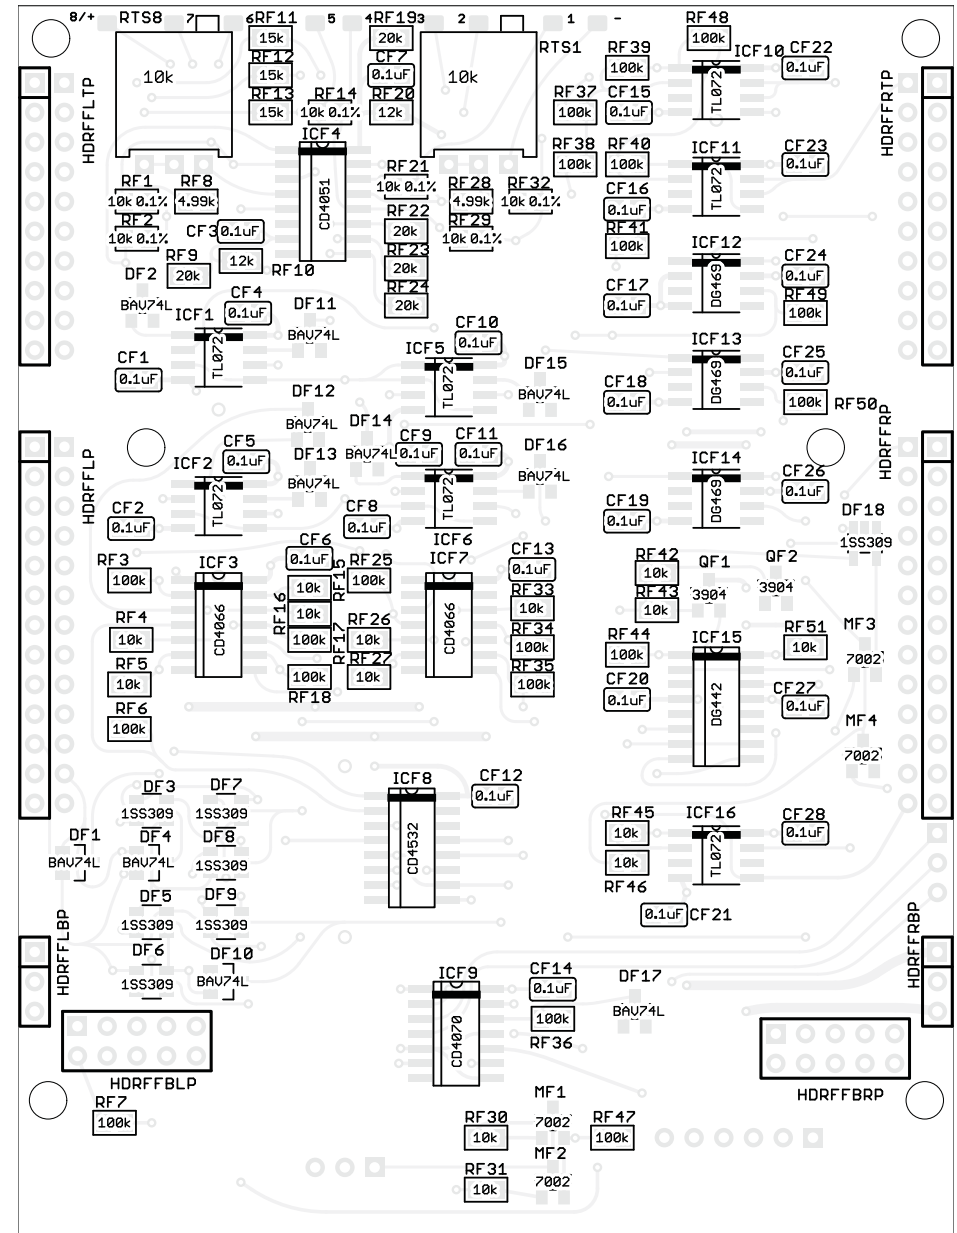 8/+ RTS8 7 6 RF11 5 4 RF19 3 2 1 - RF48
15k 20k 100k
RTS1 RF39 ICF10 CF22
RF12 CF7 100k 0.1uF
10k 15k 0.1uF 10k TL072
RF13 RF14 RF20 RF37 CF15
15k 10k 0.1% 12k 100k 0.1uF
HDRFFLTP HDRFFRTP
ICF4 RF38 RF40 ICF11 CF23
CD4051 100k 100k TL072 0.1uF
RF1 RF8 RF21 RF28 RF32 CF16
10k 0.1% 4.99k 10k 0.1% 4.99k 10k 0.1% 0.1uF
RF2 CF3 0.1uF RF22 RF29 RF41
10k 0.1% 20k 10k 0.1% 100k
ICF12 CF24
DG469 0.1uF
RF9 12k RF10 RF23
20k 20k
DF2 RF24 CF17 RF49
BAV74L 20k 0.1uF 100k
CF4 DF11
ICF1 0.1uF BAV74L
TL072
CF10
ICF5 0.1uF ICF13 CF25
CF1 TL072 DF15 DG469 0.1uF
0.1uF BAV74L CF18 0.1uF
100k RF50
DF12
BAV74L DF14
BAV74L
HDRFFLP HDRFFRP
CF5 CF9 CF11 DF16
ICF2 0.1uF DF13 0.1uF 0.1uF BAV74L ICF14 CF26
TL072 BAV74L TL072 DG469 0.1uF
CF2 CF8 CF19 DF18
0.1uF 0.1uF 0.1uF 1SS309
ICF6
RF3 ICF3 CF6 RF15 RF25 ICF7 CF13 RF42 QF1 QF2
100k 0.1uF 10k 100k 0.1uF 10k 3904 3904
RF16 RF33 RF43
CD4066 10k CD4066 10k 10k
RF4 RF17 RF26 RF34 RF44 ICF15 RF51 MF3
10k 100k 10k 100k 100k DG442 10k 7002
RF5 RF27 RF35 CF20 CF27
10k 100k 10k 100k 0.1uF 0.1uF
RF6 RF18 MF4
100k 7002
DF3 DF7 ICF8 CF12
1SS309 1SS309 CD4532 0.1uF
DF1 DF4 DF8 RF45 ICF16 CF28
BAV74L BAV74L 1SS309 10k TL072 0.1uF
10k
RF46
DF5 DF9 0.1uF CF21
1SS309 1SS309
HDRFFLBP HDRFFRBP
DF6 DF10 ICF9 CF14 DF17
1SS309 BAV74L CD4070 0.1uF BAV74L
100k
RF36
HDRFFBLP HDRFFBRP
RF7 MF1
100k RF30 7002 RF47
10k 100k
RF31 MF2
10k 7002